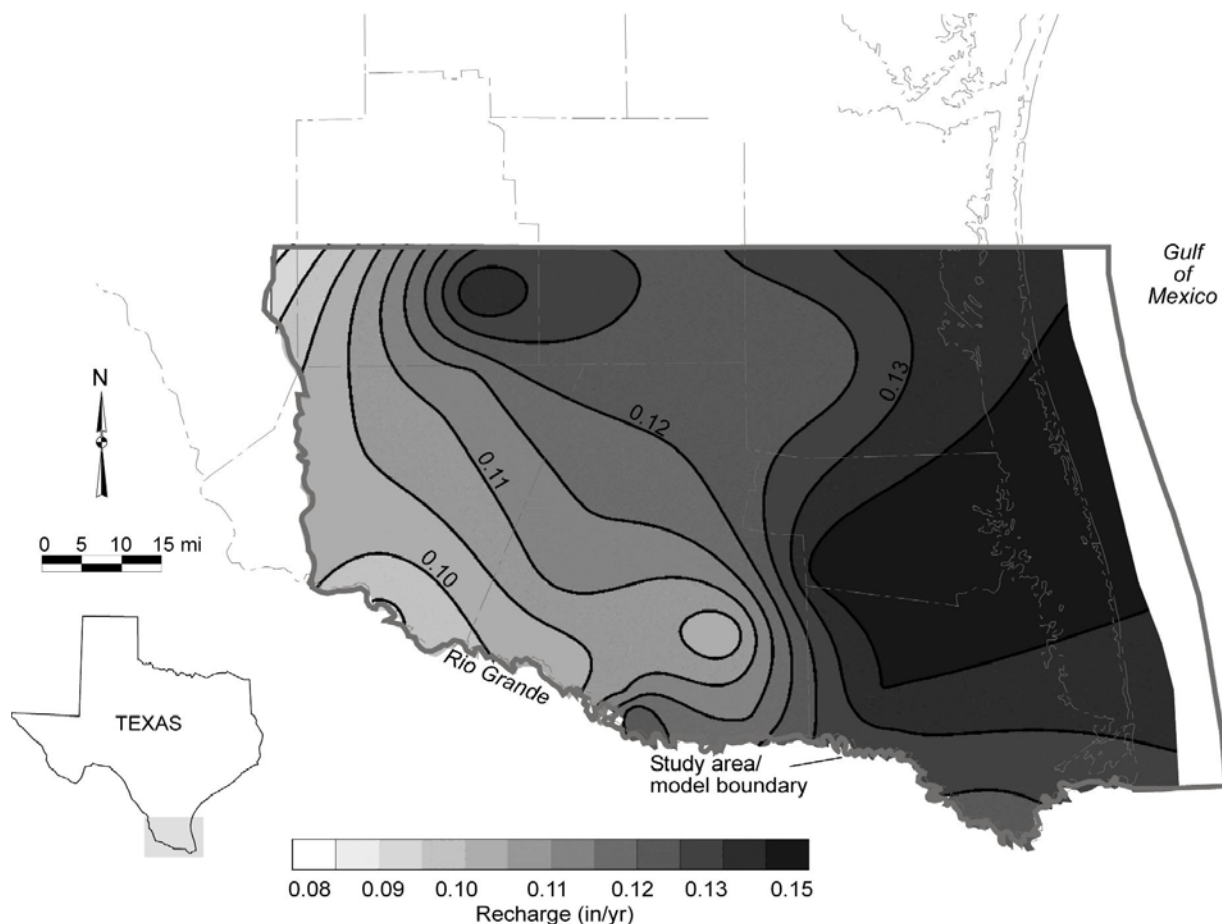 Gulf
of
Mexico
0.13
0.12
N
0.11
0 5 10 15 mi
0.10
Rio Grande
TEXAS
Study area/
model boundary
0.08 0.09 0.10 0.11 0.12 0.13 0.15
Recharge (in/yr)